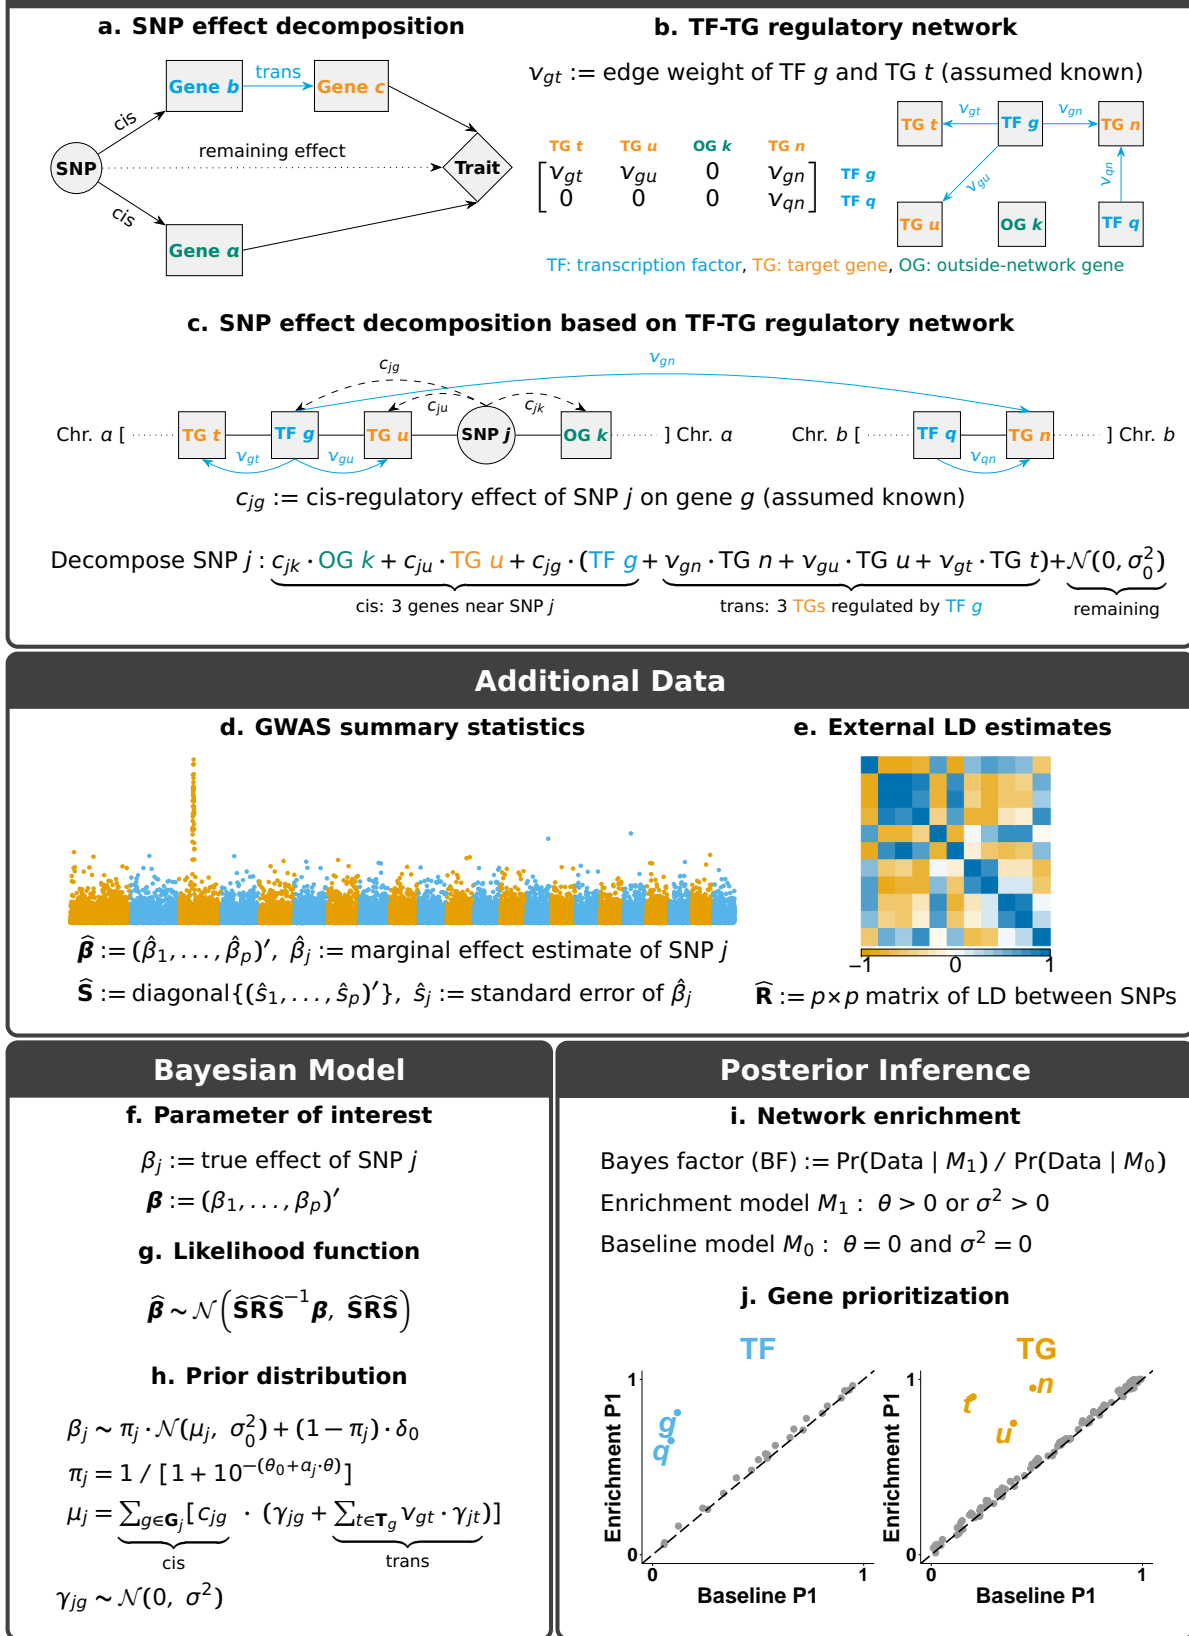 a. SNP effect decomposition
SNP
cis
cis
Gene b
trans
Gene c
remaining effect
Trait
Gene a
b. TF-TG regulatory network
v_gt := edge weight of TF g and TG t (assumed known)
TG t TG u OG k TG n
[ v_gt v_gu 0 v_gn ] TF g
[ 0 0 0 v_qn ] TF q
TG t v_gt TF g v_gn TG n
v_gu v_qn
TG u OG k TF q
TF: transcription factor, TG: target gene, OG: outside-network gene
c. SNP effect decomposition based on TF-TG regulatory network
c_jg v_gn
c_ju c_jk
Chr. a [ TG t TF g TG u SNP j OG k ] Chr. a Chr. b [ TF q TG n ] Chr. b
v_gt v_gu v_qn
c_jg := cis-regulatory effect of SNP j on gene g (assumed known)
Decompose SNP j : c_jk · OG k + c_ju · TG u + c_jg · (TF g + v_gn · TG n + v_gu · TG u + v_gt · TG t) + 𝒩(0, σ_0^2)
cis: 3 genes near SNP j trans: 3 TGs regulated by TF g remaining
Additional Data
d. GWAS summary statistics
β̂ := (β̂_1, . . . , β̂_p)′, β̂_j := marginal effect estimate of SNP j
Ŝ := diagonal{(ŝ_1, . . . , ŝ_p)′}, ŝ_j := standard error of β̂_j
e. External LD estimates
−1 0 1
R̂ := p×p matrix of LD between SNPs
Bayesian Model
f. Parameter of interest
β_j := true effect of SNP j
β := (β_1, . . . , β_p)′
g. Likelihood function
β̂ ~ 𝒩(ŜR̂Ŝ^−1 β, ŜR̂Ŝ)
h. Prior distribution
β_j ~ π_j · 𝒩(μ_j, σ_0^2) + (1 − π_j) · δ_0
π_j = 1 / [1 + 10^−(θ_0+a_j·θ)]
μ_j = ∑_g∈G_j [c_jg · (γ_jg + ∑_t∈T_g v_gt · γ_jt)]
cis trans
γ_jg ~ 𝒩(0, σ^2)
Posterior Inference
i. Network enrichment
Bayes factor (BF) := Pr(Data | M_1) / Pr(Data | M_0)
Enrichment model M_1 : θ > 0 or σ^2 > 0
Baseline model M_0 : θ = 0 and σ^2 = 0
j. Gene prioritization
TF
Enrichment P1
1
0
g
q
0 1
Baseline P1
TG
Enrichment P1
1
0
t
n
u
0 1
Baseline P1